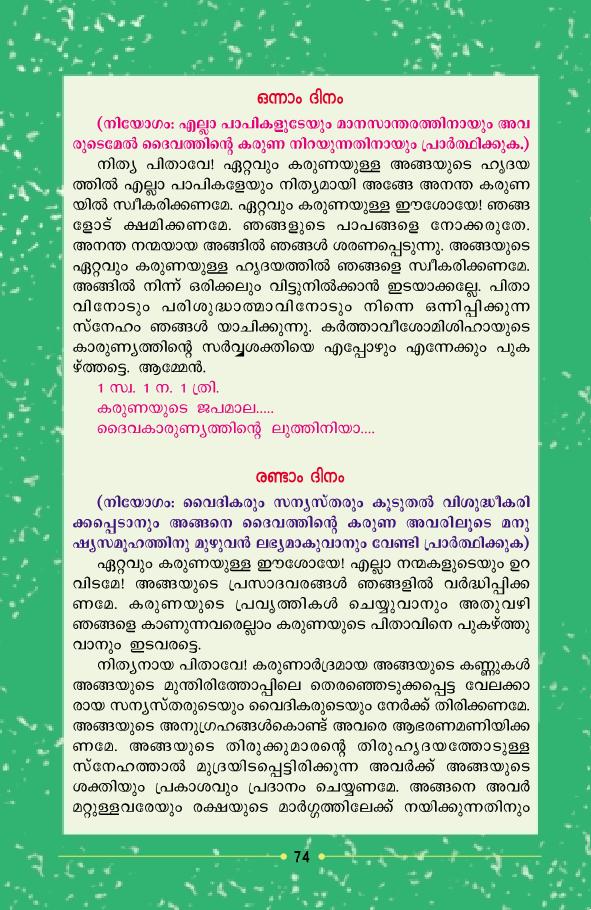 ഒന്നാം ദിനം
(നിയോഗം: എല്ലാ പാപികളുടേയും മാനസാന്തരത്തിനായും അവ
രുടെമേൽ ദൈവത്തിന്റെ കരുണ നിറയുന്നതിനായും പ്രാർത്ഥിക്കുക.)
നിത്യ പിതാവേ! ഏറ്റവും കരുണയുള്ള അങ്ങയുടെ ഹൃദയ
ത്തിൽ എല്ലാ പാപികളേയും നിത്യമായി അങ്ങേ അനന്ത കരുണ
യിൽ സ്വീകരിക്കണമേ. ഏറ്റവും കരുണയുള്ള ഈശോയേ! ഞങ്ങ
ളോട് ക്ഷമിക്കണമേ. ഞങ്ങളുടെ പാപങ്ങളെ നോക്കരുതേ.
അനന്ത നന്മയായ അങ്ങിൽ ഞങ്ങൾ ശരണപ്പെടുന്നു. അങ്ങയുടെ
ഏറ്റവും കരുണയുള്ള ഹൃദയത്തിൽ ഞങ്ങളെ സ്വീകരിക്കണമേ.
അങ്ങിൽ നിന്ന് ഒരിക്കലും വിട്ടുനിൽക്കാൻ ഇടയാക്കല്ലേ. പിതാ
വിനോടും പരിശുദ്ധാത്മാവിനോടും നിന്നെ ഒന്നിപ്പിക്കുന്ന
സ്നേഹം ഞങ്ങൾ യാചിക്കുന്നു. കർത്താവീശോമിശിഹായുടെ
കാരുണ്യത്തിന്റെ സർവ്വശക്തിയെ എപ്പോഴും എന്നേക്കും പുക
ഴ്ത്തട്ടെ. ആമ്മേൻ.
1 സ്വ. 1 ന. 1 ത്രി.
കരുണയുടെ ജപമാല.....
ദൈവകാരുണ്യത്തിന്റെ ലുത്തിനിയാ....
രണ്ടാം ദിനം
(നിയോഗം: വൈദികരും സന്യസ്തരും കൂടുതൽ വിശുദ്ധീകരി
ക്കപ്പെടാനും അങ്ങനെ ദൈവത്തിന്റെ കരുണ അവരിലൂടെ മനു
ഷ്യസമൂഹത്തിനു മുഴുവൻ ലഭ്യമാകുവാനും വേണ്ടി പ്രാർത്ഥിക്കുക)
ഏറ്റവും കരുണയുള്ള ഈശോയേ! എല്ലാ നന്മകളുടെയും ഉറ
വിടമേ! അങ്ങയുടെ പ്രസാദവരങ്ങൾ ഞങ്ങളിൽ വർദ്ധിപ്പിക്ക
ണമേ. കരുണയുടെ പ്രവൃത്തികൾ ചെയ്യുവാനും അതുവഴി
ഞങ്ങളെ കാണുന്നവരെല്ലാം കരുണയുടെ പിതാവിനെ പുകഴ്ത്തു
വാനും ഇടവരട്ടെ.
നിത്യനായ പിതാവേ! കരുണാർദ്രമായ അങ്ങയുടെ കണ്ണുകൾ
അങ്ങയുടെ മുന്തിരിത്തോപ്പിലെ തെരഞ്ഞെടുക്കപ്പെട്ട വേലക്കാ
രായ സന്യസ്തരുടെയും വൈദികരുടെയും നേർക്ക് തിരിക്കണമേ.
അങ്ങയുടെ അനുഗ്രഹങ്ങൾകൊണ്ട് അവരെ ആഭരണമണിയിക്ക
ണമേ. അങ്ങയുടെ തിരുക്കുമാരന്റെ തിരുഹൃദയത്തോടുള്ള
സ്നേഹത്താൽ മുദ്രയിടപ്പെട്ടിരിക്കുന്ന അവർക്ക് അങ്ങയുടെ
ശക്തിയും പ്രകാശവും പ്രദാനം ചെയ്യണമേ. അങ്ങനെ അവർ
മറ്റുള്ളവരേയും രക്ഷയുടെ മാർഗ്ഗത്തിലേക്ക് നയിക്കുന്നതിനും
74